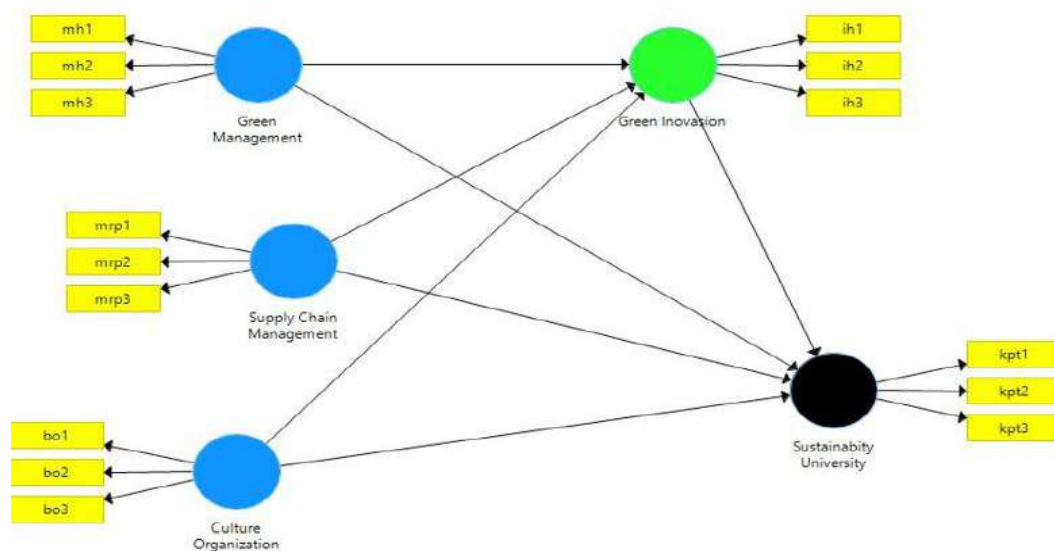 mh1
mh2
mh3
Green
Management
ih1
ih2
ih3
Green Inovasion
mrp1
mrp2
mrp3
Supply Chain
Management
kpt1
kpt2
kpt3
Sustainabity
University
bo1
bo2
bo3
Culture
Organization